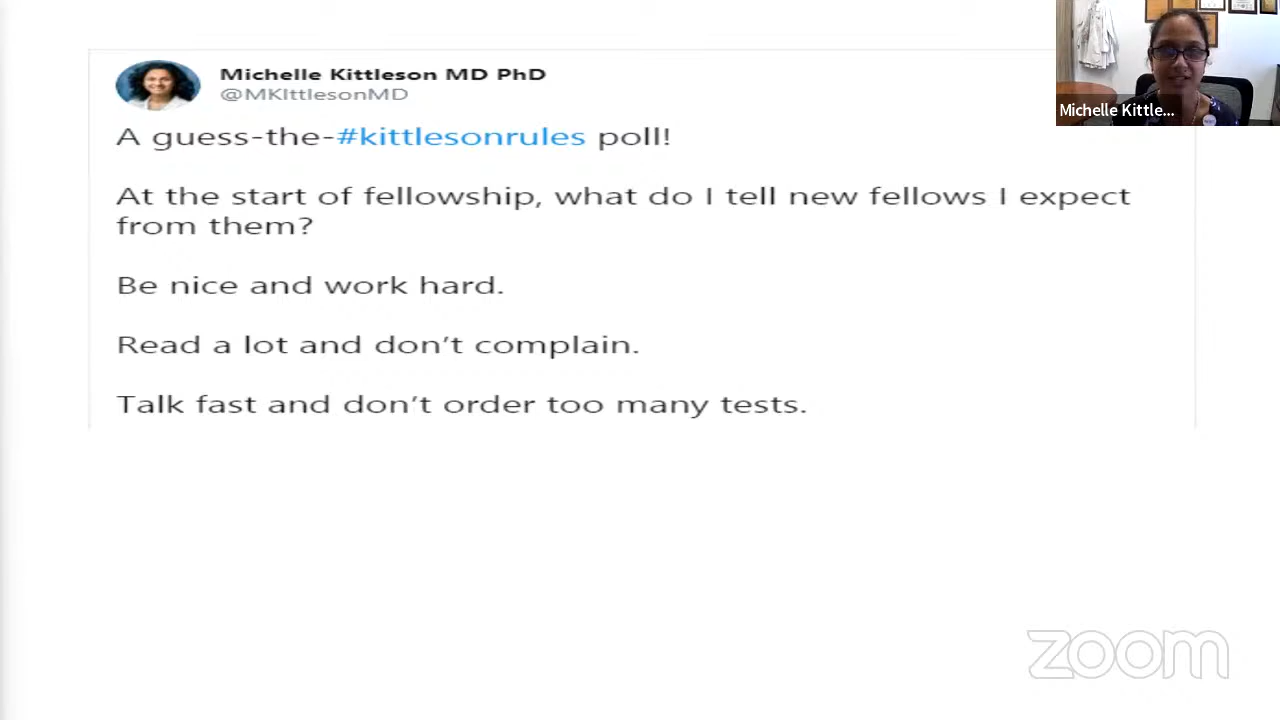 Michelle Kittleson MD PhD
@MKIttlesonMD
A guess-the-#kittlesonrules poll!
At the start of fellowship, what do I tell new fellows I expect
from them?
Be nice and work hard.
Read a lot and don't complain.
Talk fast and don't order too many tests.
Michelle Kittle...
zoom